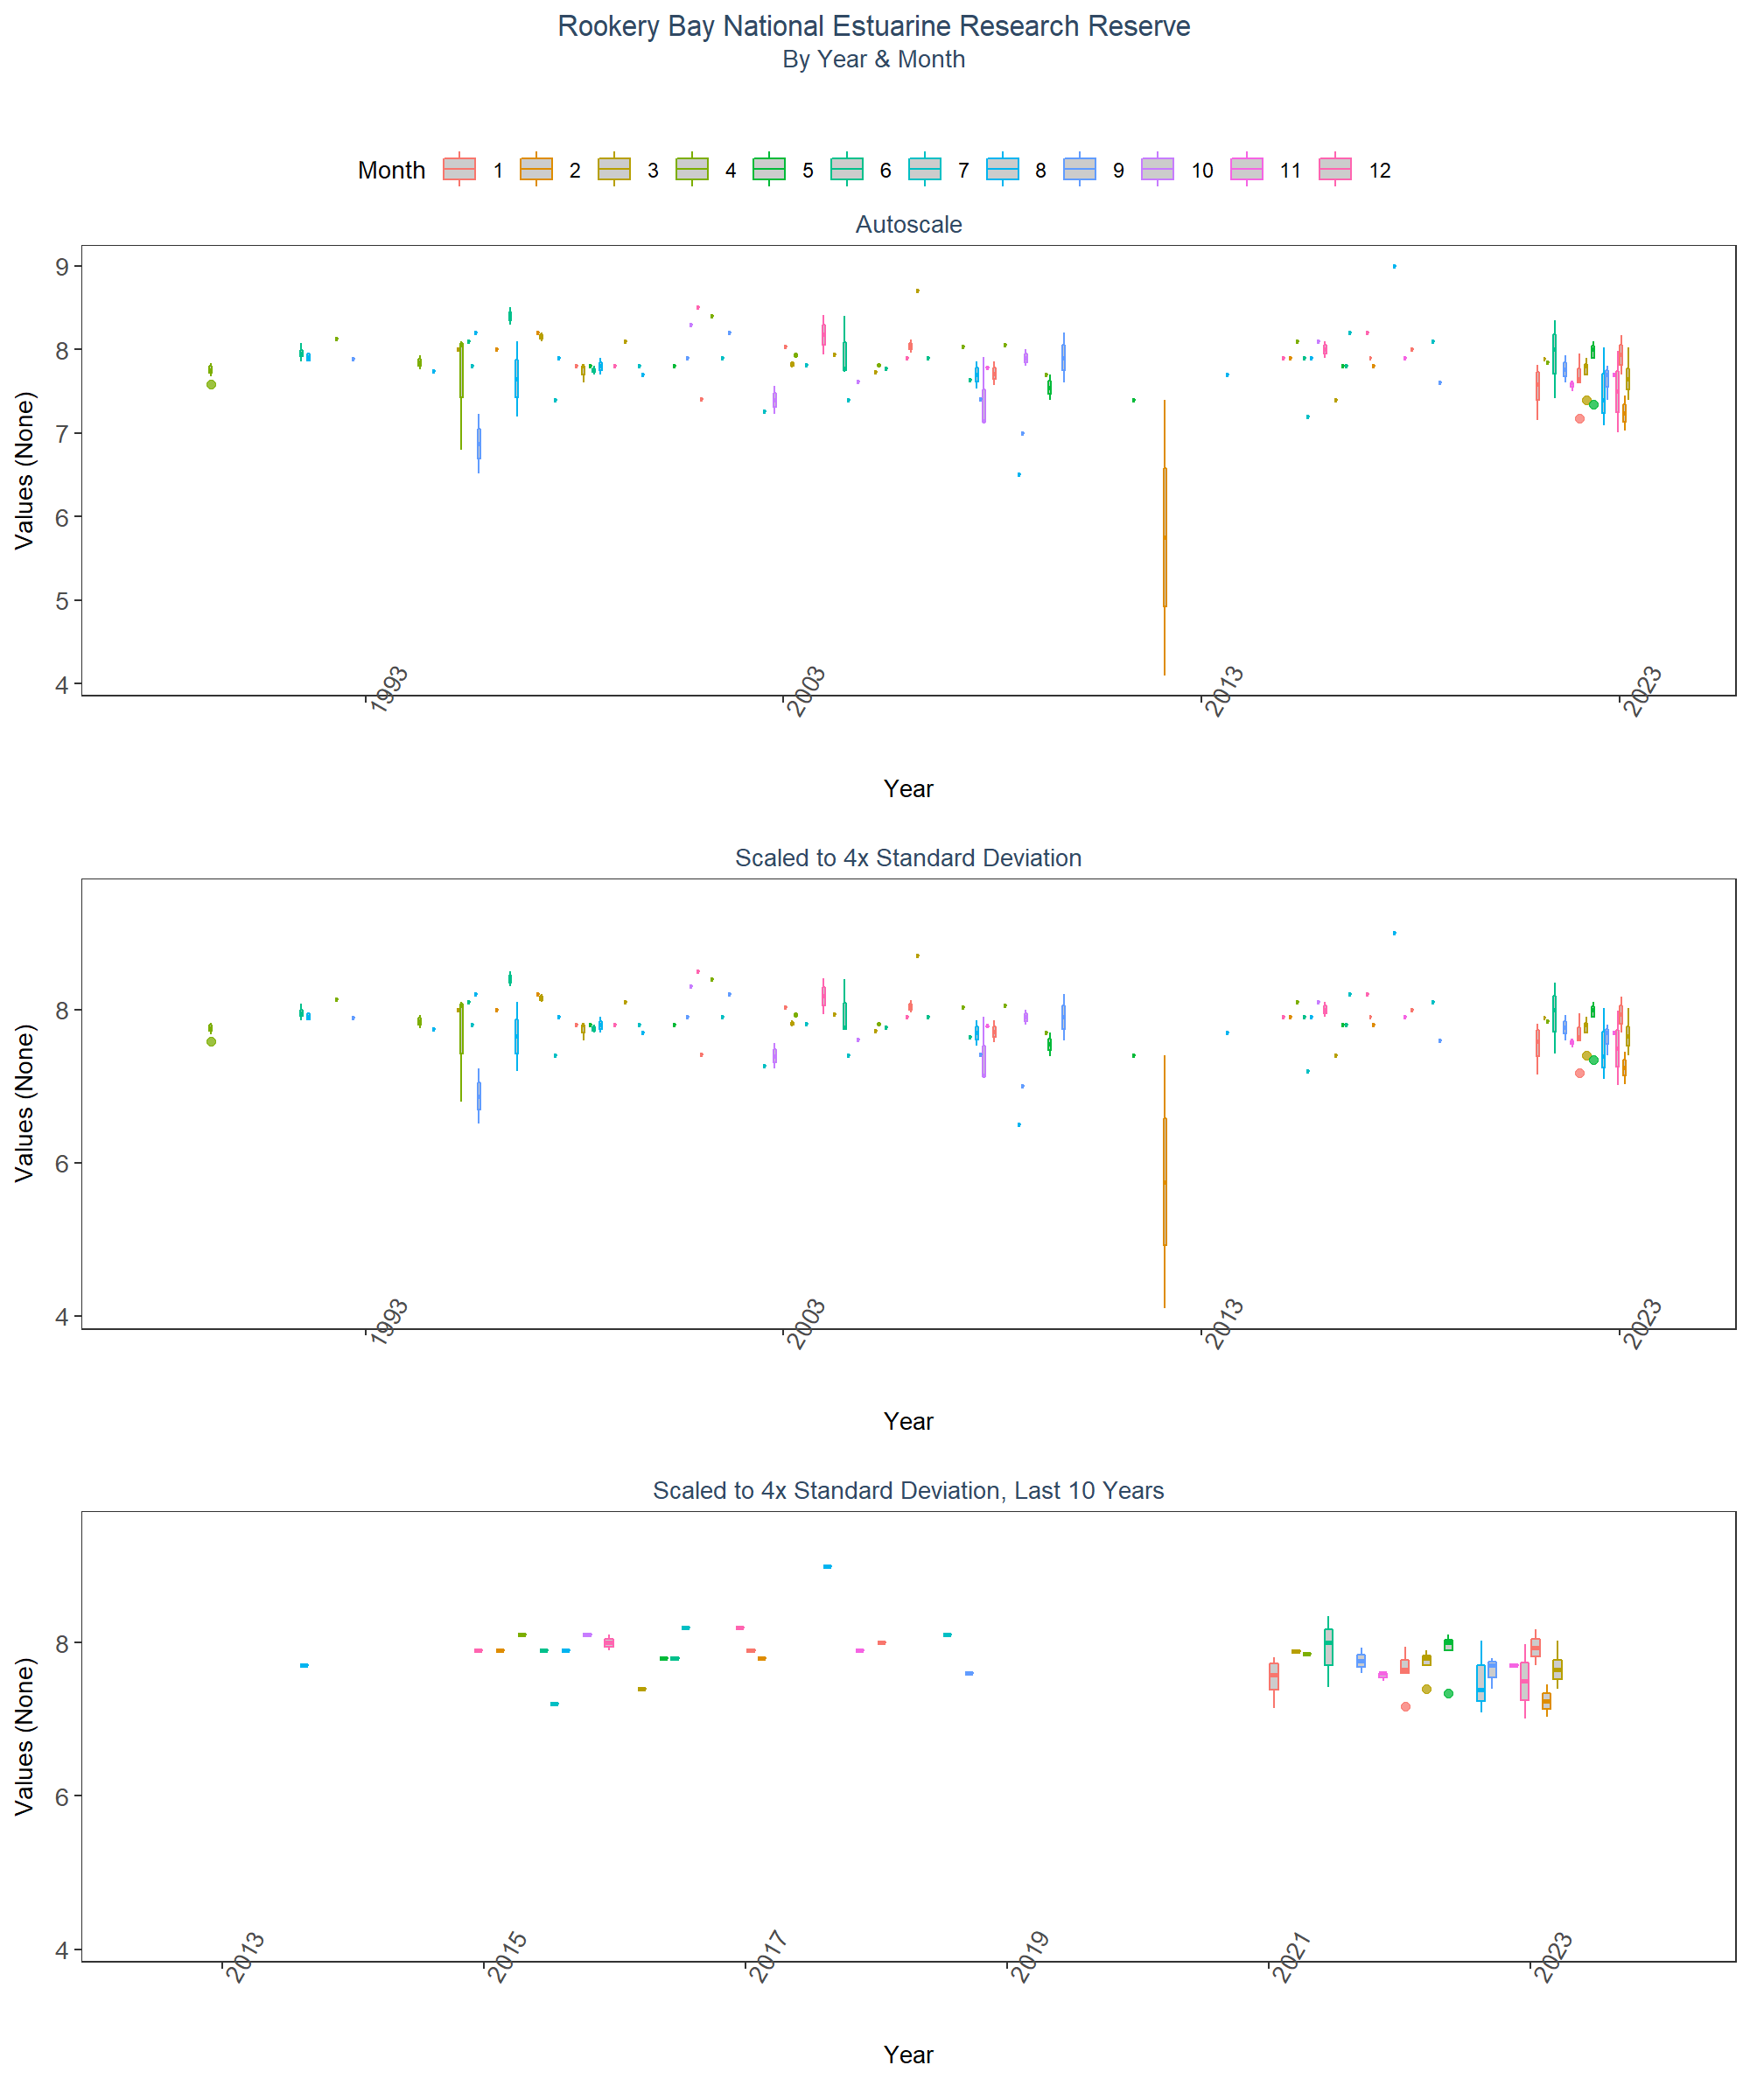 Rookery Bay National Estuarine Research Reserve
By Year & Month
Month 1 2 3 4 5 6 7 8 9 10 11 12
Autoscale
Values (None)
9
8
7
6
5
4
1993 2003 2013 2023
Year
Scaled to 4x Standard Deviation
Values (None)
8
6
4
1993 2003 2013 2023
Year
Scaled to 4x Standard Deviation, Last 10 Years
Values (None)
8
6
4
2013 2015 2017 2019 2021 2023
Year